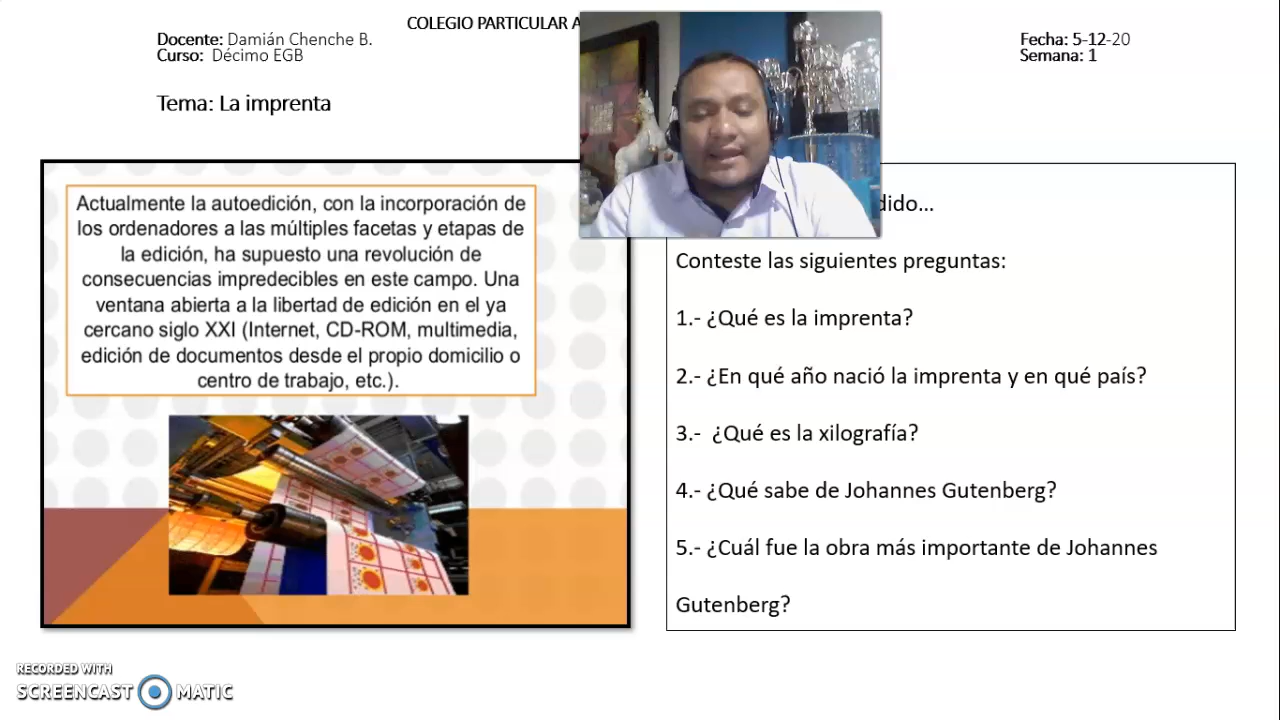 COLEGIO PARTICULAR
Docente: Damián Chenche B.
Curso: Décimo EGB
Fecha: 5-12-20
Semana: 1
Tema: La imprenta
Actualmente la autoedición, con la incorporación de
los ordenadores a las múltiples facetas y etapas de
la edición, ha supuesto una revolución de
consecuencias impredecibles en este campo. Una
ventana abierta a la libertad de edición en el ya
cercano siglo XXI (Internet, CD-ROM, multimedia,
edición de documentos desde el propio domicilio o
centro de trabajo, etc.).
Conteste las siguientes preguntas:
1.- ¿Qué es la imprenta?
2.- ¿En qué año nació la imprenta y en qué país?
3.- ¿Qué es la xilografía?
4.- ¿Qué sabe de Johannes Gutenberg?
5.- ¿Cuál fue la obra más importante de Johannes
Gutenberg?
RECORDED WITH
SCREENCAST MATIC